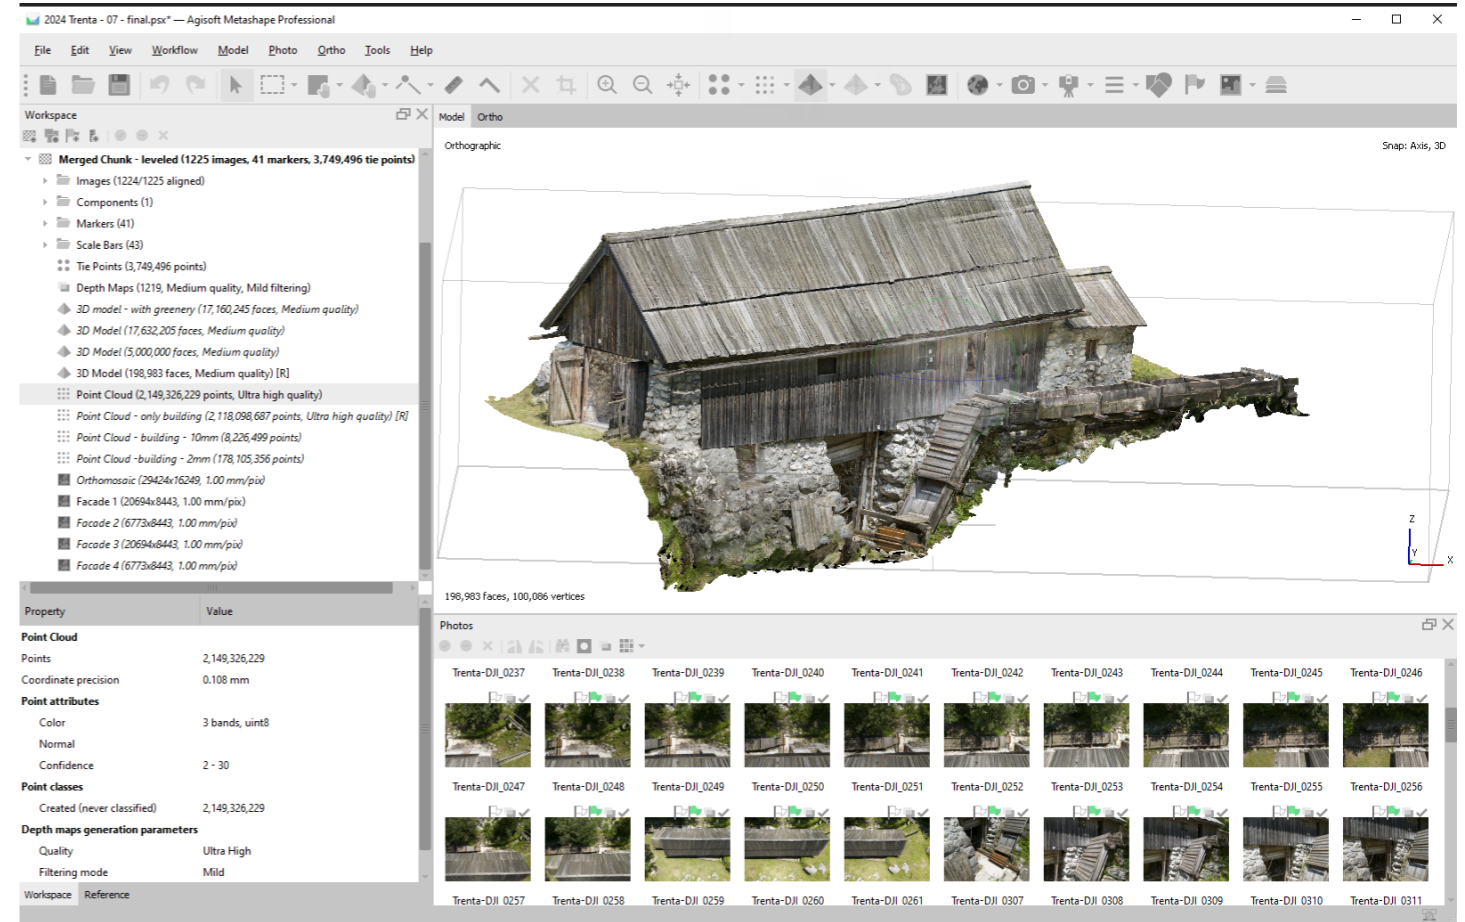 2024 Trenta - 07 - final.psx* — Agisoft Metashape Professional
File Edit View Workflow Model Photo Ortho Tools Help
Workspace
Merged Chunk - leveled (1225 images, 41 markers, 3,749,496 tie points)
Images (1224/1225 aligned)
Components (1)
Markers (41)
Scale Bars (43)
Tie Points (3,749,496 points)
Depth Maps (1219, Medium quality, Mild filtering)
3D model - with greenery (17,160,245 faces, Medium quality)
3D Model (17,632,205 faces, Medium quality)
3D Model (5,000,000 faces, Medium quality)
3D Model (198,983 faces, Medium quality) [R]
Point Cloud (2,149,326,229 points, Ultra high quality)
Point Cloud - only building (2,118,098,687 points, Ultra high quality) [R]
Point Cloud - building - 10mm (8,226,499 points)
Point Cloud -building - 2mm (178,105,356 points)
Orthomosaic (29424x16249, 1.00 mm/pix)
Facade 1 (20694x8443, 1.00 mm/pix)
Facade 2 (6773x8443, 1.00 mm/pix)
Facade 3 (20694x8443, 1.00 mm/pix)
Facade 4 (6773x8443, 1.00 mm/pix)
Property Value
Point Cloud
Points 2,149,326,229
Coordinate precision 0.108 mm
Point attributes
Color 3 bands, uint8
Normal
Confidence 2 - 30
Point classes
Created (never classified) 2,149,326,229
Depth maps generation parameters
Quality Ultra High
Filtering mode Mild
Workspace Reference
Model Ortho
Orthographic
Snap: Axis, 3D
Z
Y
X
198,983 faces, 100,086 vertices
Photos
Trenta-DJI_0237 Trenta-DJI_0238 Trenta-DJI_0239 Trenta-DJI_0240 Trenta-DJI_0241 Trenta-DJI_0242 Trenta-DJI_0243 Trenta-DJI_0244 Trenta-DJI_0245 Trenta-DJI_0246
Trenta-DJI_0247 Trenta-DJI_0248 Trenta-DJI_0249 Trenta-DJI_0250 Trenta-DJI_0251 Trenta-DJI_0252 Trenta-DJI_0253 Trenta-DJI_0254 Trenta-DJI_0255 Trenta-DJI_0256
Trenta-DJI_0257 Trenta-DJI_0258 Trenta-DJI_0259 Trenta-DJI_0260 Trenta-DJI_0261 Trenta-DJI_0307 Trenta-DJI_0308 Trenta-DJI_0309 Trenta-DJI_0310 Trenta-DJI_0311